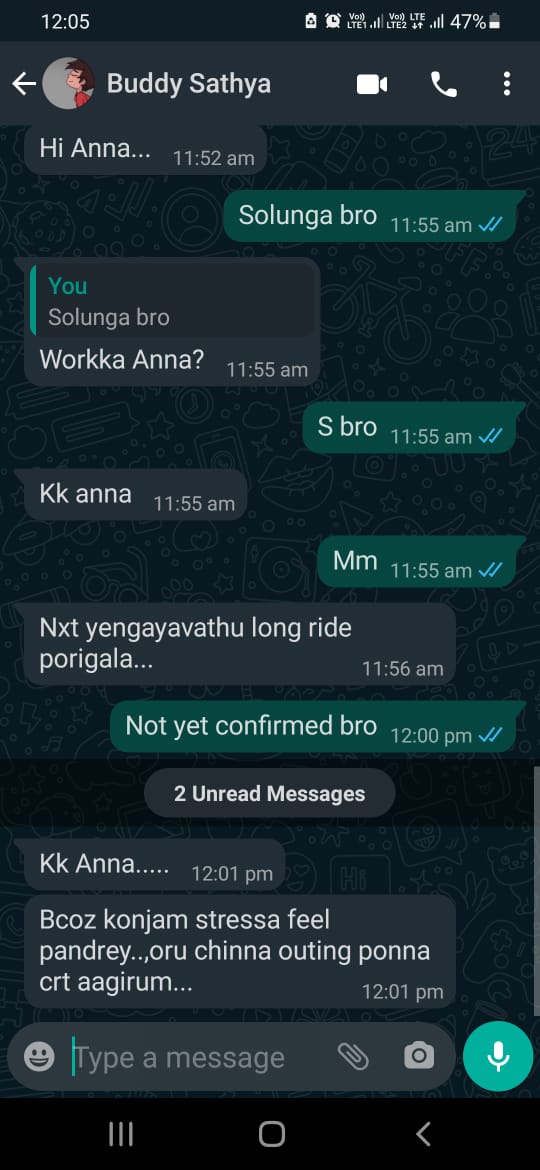 12:05
Vo)) LTE1 Vo)) LTE LTE2 47%
Buddy Sathya
Hi Anna... 11:52 am
Solunga bro 11:55 am
You
Solunga bro
Workka Anna? 11:55 am
S bro 11:55 am
Kk anna 11:55 am
Mm 11:55 am
Nxt yengayavathu long ride
porigala... 11:56 am
Not yet confirmed bro 12:00 pm
2 Unread Messages
Kk Anna..... 12:01 pm
Bcoz konjam stressa feel
pandrey..,oru chinna outing ponna
crt aagirum... 12:01 pm
Type a message